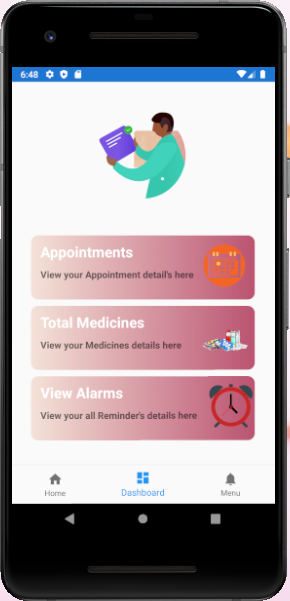 6:48
Appointments
View your Appointment detail's here
Total Medicines
View your Medicines details here
View Alarms
View your all Reminder's details here
Home
Dashboard
Menu